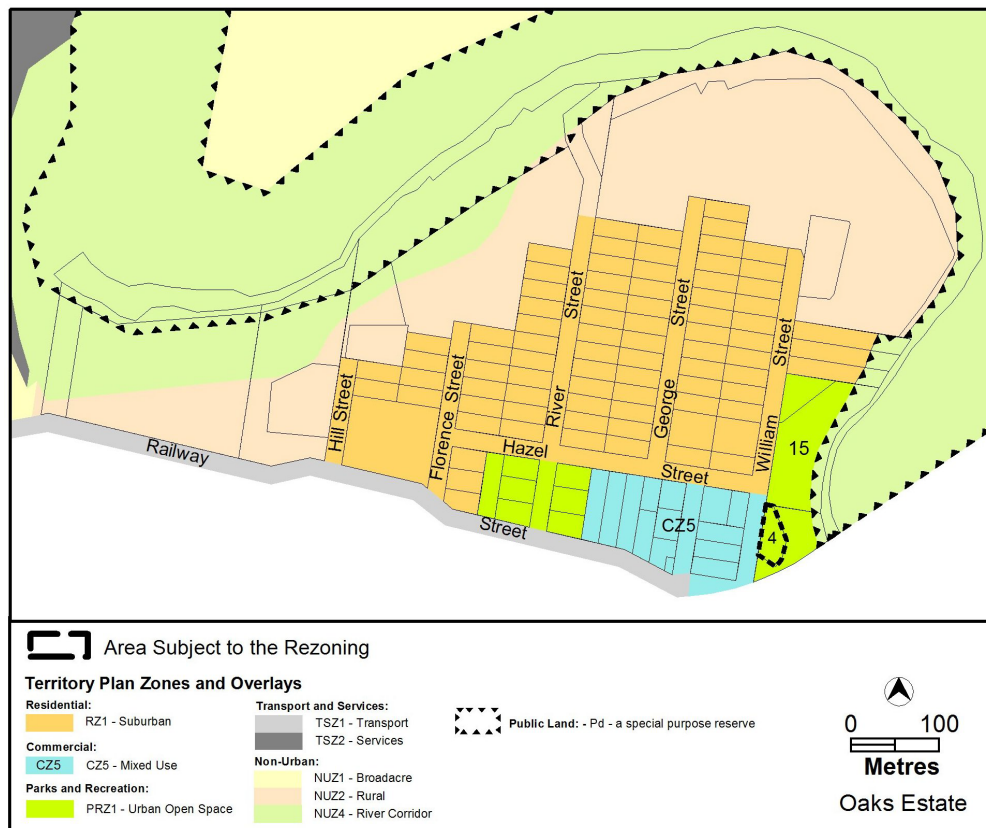 Street
Street
Street
Hill Street
Florence Street
River
George
William
15
Railway
Hazel
Street
Street
CZ5
4
Area Subject to the Rezoning
Territory Plan Zones and Overlays
Residential:
RZ1 - Suburban
Commercial:
CZ5 CZ5 - Mixed Use
Parks and Recreation:
PRZ1 - Urban Open Space
Transport and Services:
TSZ1 - Transport
TSZ2 - Services
Non-Urban:
NUZ1 - Broadacre
NUZ2 - Rural
NUZ4 - River Corridor
Public Land: - Pd - a special purpose reserve
0 100
Metres
Oaks Estate